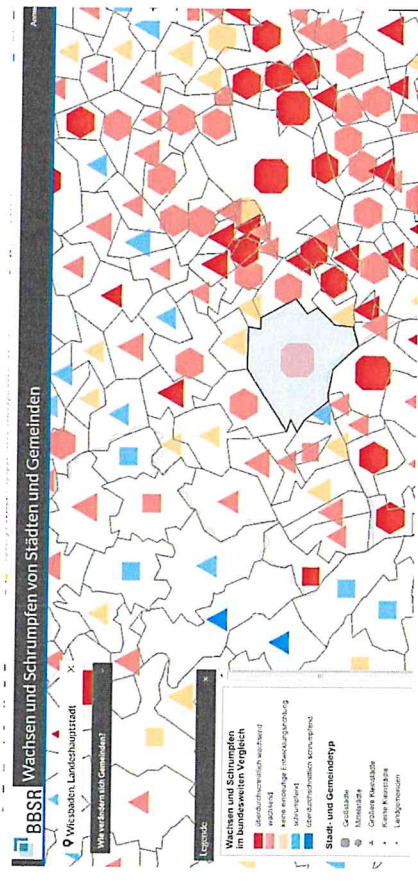 BBSR
Wachsen und Schrumpfen von Städten und Gemeinden
Wiesbaden, Landeshauptstadt
×
Wie verändern sich Gemeinden?
Legende
×
Wachsen und Schrumpfen
im bundesweiten Vergleich
überdurchschnittlich wachsend
wachsend
keine eindeutige Entwicklungsrichtung
schrumpfend
überdurchschnittlich schrumpfend
Stadt- und Gemeindetyp
Großstädte
Mittelstädte
Größere Kleinstädte
Kleine Kleinstädte
Landgemeinden